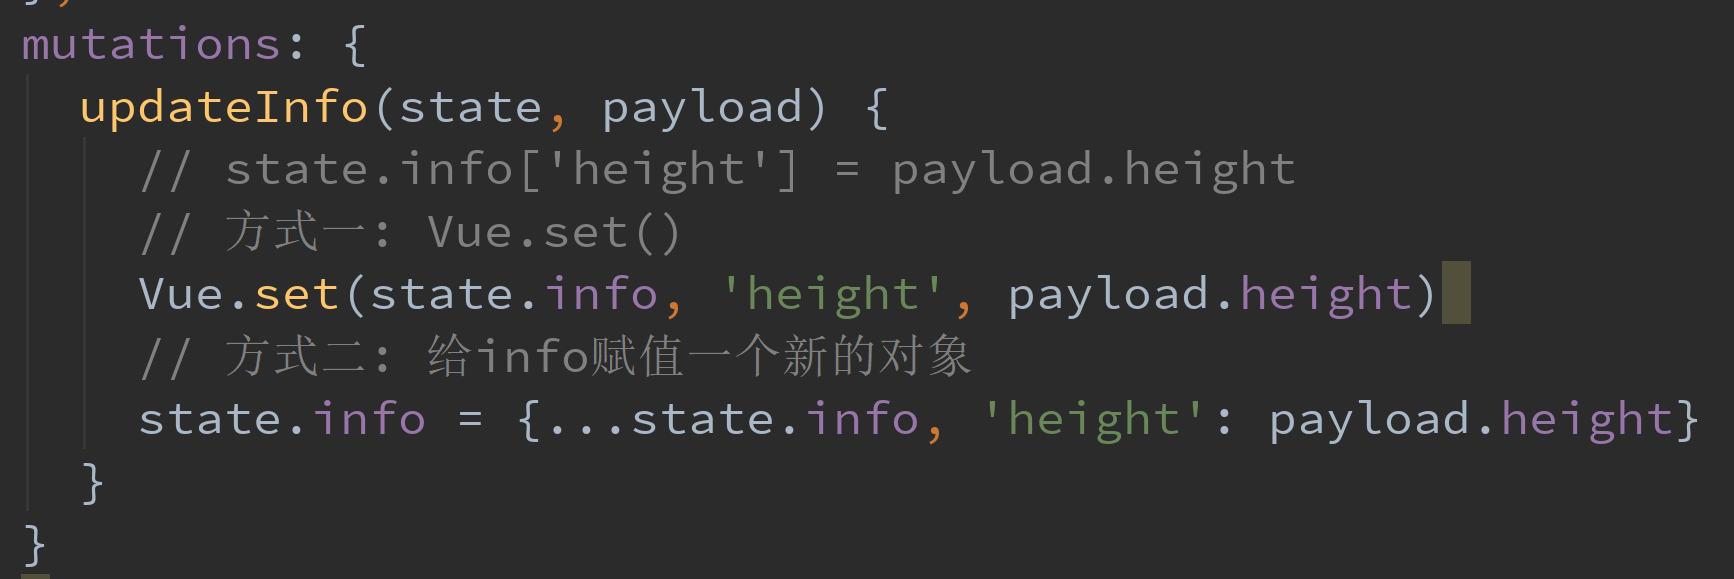 },
mutations: {
updateInfo(state, payload) {
// state.info['height'] = payload.height
// 方式一: Vue.set()
Vue.set(state.info, 'height', payload.height)
// 方式二: 给info赋值一个新的对象
state.info = {...state.info, 'height': payload.height}
}
}